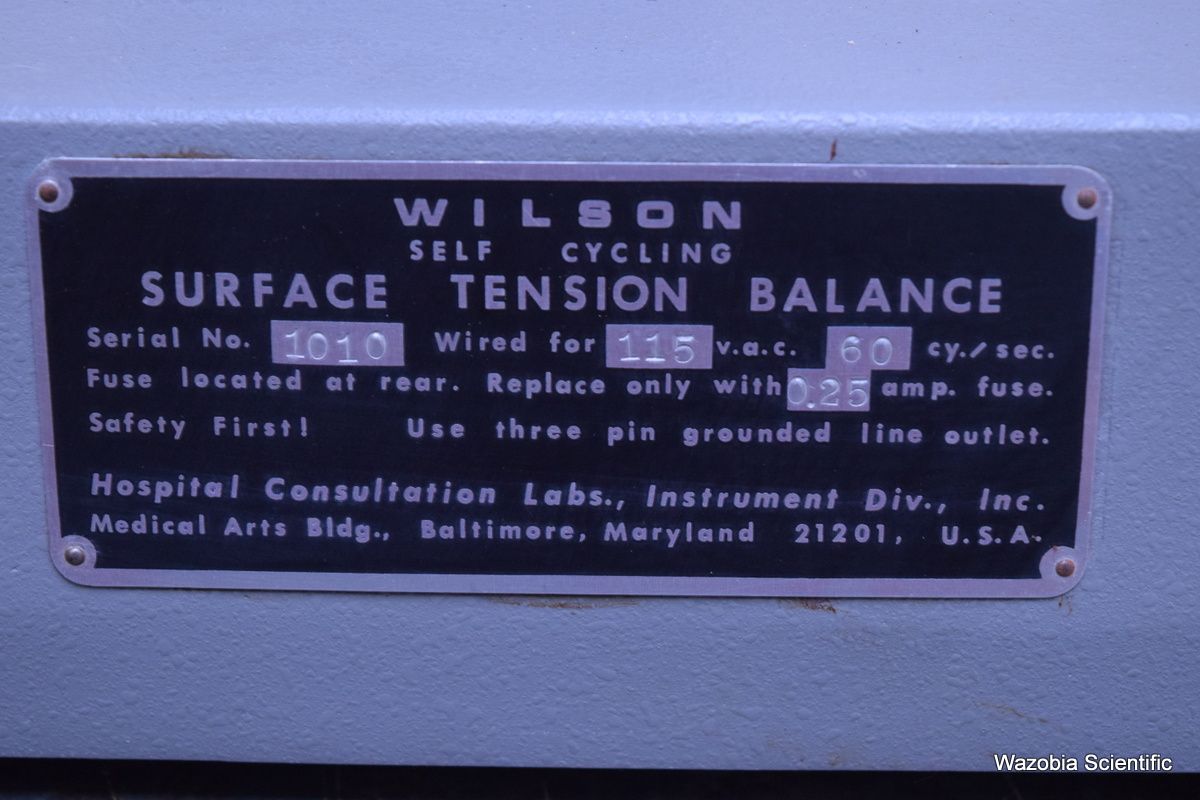 WILSON
SELF CYCLING
SURFACE TENSION BALANCE
Serial No. 1010 Wired for 115 v.a.c. 60 cy./sec.
Fuse located at rear. Replace only with 0.25 amp. fuse.
Safety First! Use three pin grounded line outlet.
Hospital Consultation Labs., Instrument Div., Inc.
Medical Arts Bldg., Baltimore, Maryland 21201, U.S.A.
Wazobia Scientific